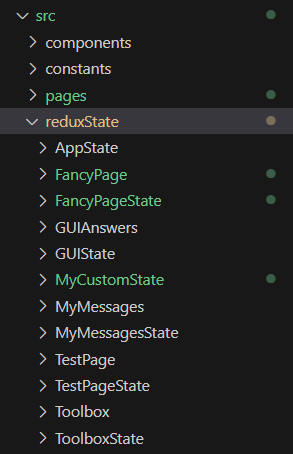 src
components
constants
pages
reduxState
AppState
FancyPage
FancyPageState
GUIAnswers
GUIState
MyCustomState
MyMessages
MyMessagesState
TestPage
TestPageState
Toolbox
ToolboxState